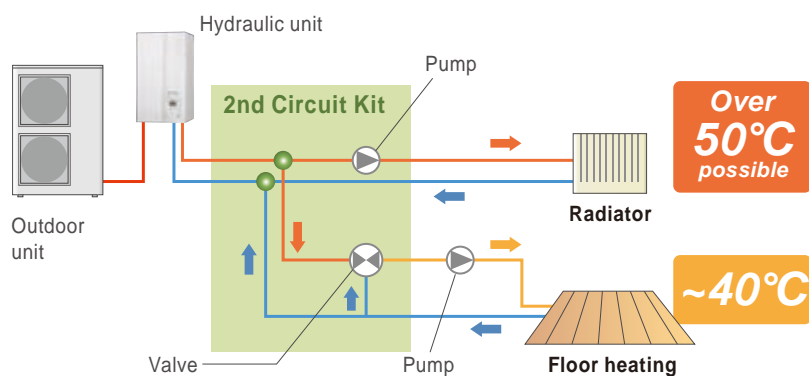 Hydraulic unit
Pump
2nd Circuit Kit
Over
50°C
possible
Radiator
Outdoor
unit
~40°C
Valve
Pump
Floor heating